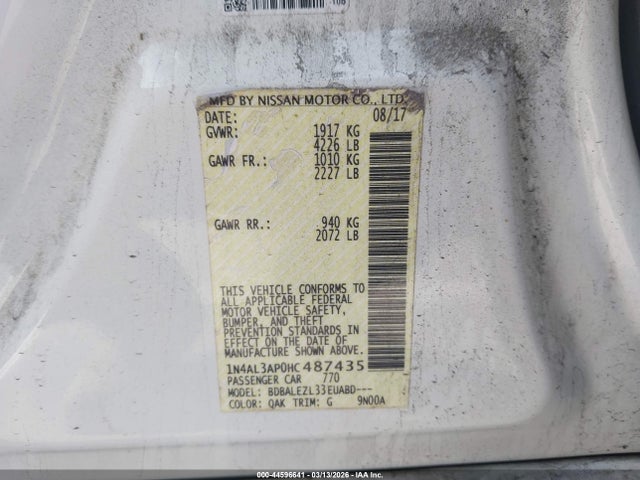 108
MFD BY NISSAN MOTOR CO., LTD.
DATE: 08/17
GVWR: 1917 KG
4226 LB
GAWR FR.: 1010 KG
2227 LB
GAWR RR.: 940 KG
2072 LB
THIS VEHICLE CONFORMS TO
ALL APPLICABLE FEDERAL
MOTOR VEHICLE SAFETY,
BUMPER, AND THEFT
PREVENTION STANDARDS IN
EFFECT ON THE DATE OF
MANUFACTURE SHOWN ABOVE.
1N4AL3AP0HC487435
PASSENGER CAR 770
MODEL: BDBALEZL33EUABD---
COLOR: QAK TRIM: G 9N00A
000-44596641 - 03/13/2026 - © IAA Inc.